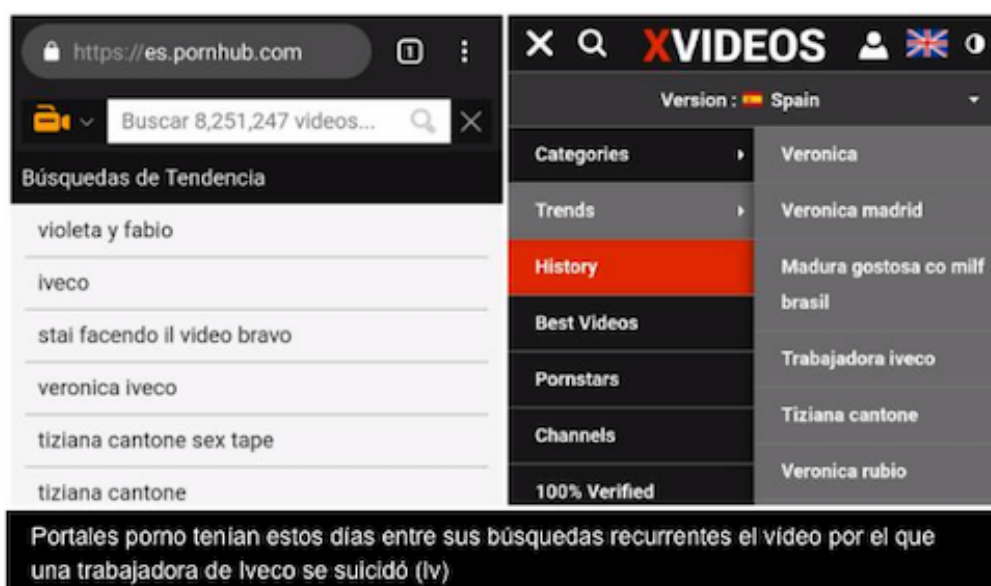 https://es.pornhub.com
1
Buscar 8,251,247 videos...
Búsquedas de Tendencia
violeta y fabio
iveco
stai facendo il video bravo
veronica iveco
tiziana cantone sex tape
tiziana cantone
XVIDEOS
Version : Spain
Categories
Trends
History
Best Videos
Pornstars
Channels
100% Verified
Veronica
Veronica madrid
Madura gostosa co milf
brasil
Trabajadora iveco
Tiziana cantone
Veronica rubio
Portales porno tenían estos días entre sus búsquedas recurrentes el vídeo por el que
una trabajadora de Iveco se suicidó (lv)